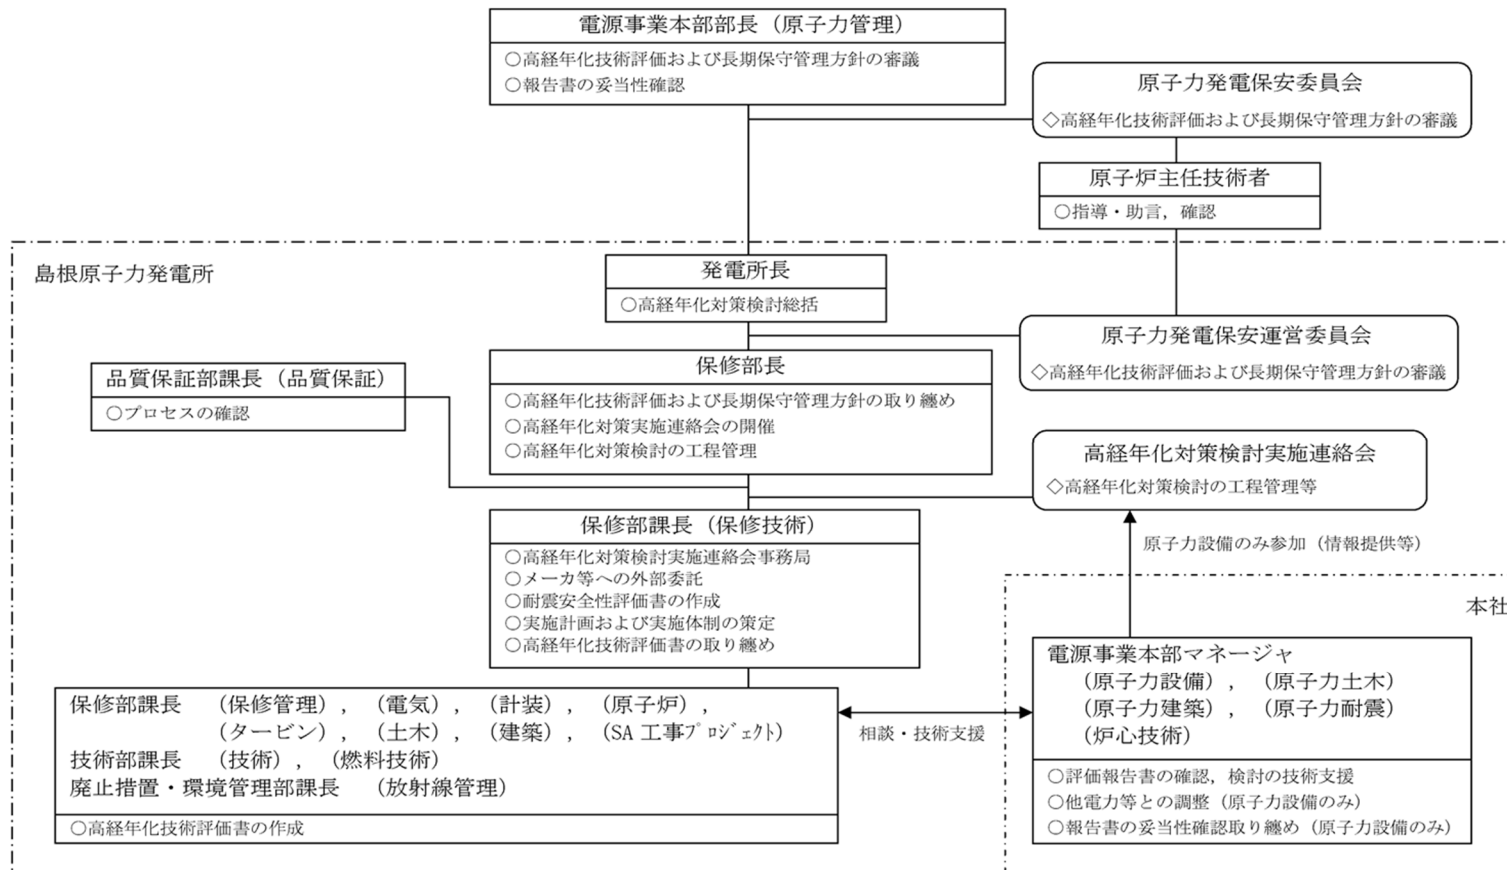 電源事業本部部長（原子力管理）
○高経年化技術評価および長期保守管理方針の審議
○報告書の妥当性確認
原子力発電保安委員会
◇高経年化技術評価および長期保守管理方針の審議
原子炉主任技術者
○指導・助言，確認
島根原子力発電所
発電所長
○高経年化対策検討総括
原子力発電保安運営委員会
◇高経年化技術評価および長期保守管理方針の審議
品質保証部課長（品質保証）
○プロセスの確認
保修部長
○高経年化技術評価および長期保守管理方針の取り纏め
○高経年化対策実施連絡会の開催
○高経年化対策検討の工程管理
高経年化対策検討実施連絡会
◇高経年化対策検討の工程管理等
保修部課長（保修技術）
○高経年化対策検討実施連絡会事務局
○メーカ等への外部委託
○耐震安全性評価書の作成
○実施計画および実施体制の策定
○高経年化技術評価書の取り纏め
原子力設備のみ参加（情報提供等）
本社
保修部課長　（保修管理），（電気），（計装），（原子炉），
（タービン），（土木），（建築），（SA 工事ﾌﾟﾛｼﾞｪｸﾄ）
技術部課長　（技術），（燃料技術）
廃止措置・環境管理部課長　（放射線管理）
○高経年化技術評価書の作成
相談・技術支援
電源事業本部マネージャ
（原子力設備），（原子力土木）
（原子力建築），（原子力耐震）
（炉心技術）
○評価報告書の確認，検討の技術支援
○他電力等との調整（原子力設備のみ）
○報告書の妥当性確認取り纏め（原子力設備のみ）